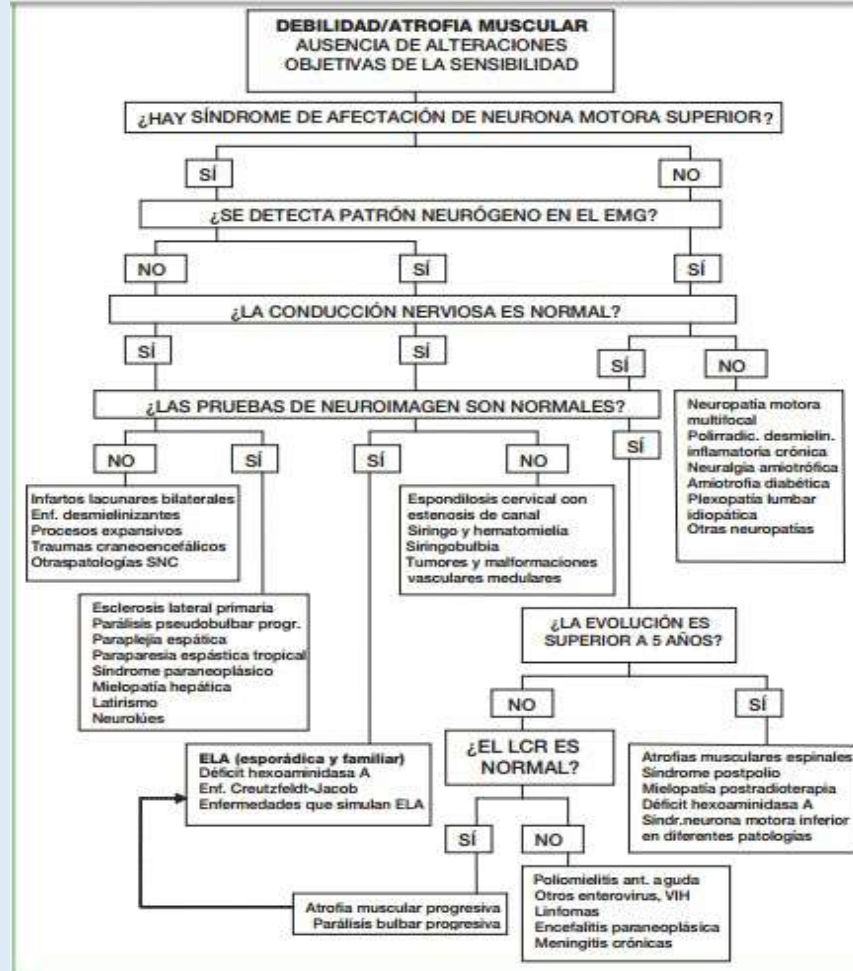 DEBILIDAD/ATROFIA MUSCULAR
AUSENCIA DE ALTERACIONES
OBJETIVAS DE LA SENSIBILIDAD
¿HAY SÍNDROME DE AFECTACIÓN DE NEURONA MOTORA SUPERIOR?
SÍ
NO
¿SE DETECTA PATRÓN NEURÓGENO EN EL EMG?
NO
SÍ
SÍ
¿LA CONDUCCIÓN NERVIOSA ES NORMAL?
SÍ
SÍ
SÍ
NO
¿LAS PRUEBAS DE NEUROIMAGEN SON NORMALES?
NO
SÍ
SÍ
NO
SÍ
Neuropatía motora
multifocal
Polirradic. desmielin.
inflamatoria crónica
Neuralgia amiotrófica
Amiotrofia diabética
Plexopatía lumbar
idiopática
Otras neuropatías
Infartos lacunares bilaterales
Enf. desmielinizantes
Procesos expansivos
Traumas craneoencefálicos
Otraspatologías SNC
Espondilosis cervical con
estenosis de canal
Siringo y hematomielia
Siringobulbia
Tumores y malformaciones
vasculares medulares
Esclerosis lateral primaria
Parálisis pseudobulbar progr.
Paraplejía espática
Paraparesia espástica tropical
Síndrome paraneoplásico
Mielopatía hepática
Latirismo
Neurolúes
¿LA EVOLUCIÓN ES
SUPERIOR A 5 AÑOS?
NO
SÍ
ELA (esporádica y familiar)
Déficit hexoaminidasa A
Enf. Creutzfeldt-Jacob
Enfermedades que simulan ELA
¿EL LCR ES
NORMAL?
Atrofias musculares espinales
Síndrome postpolio
Mielopatía postradioterapia
Déficit hexoaminidasa A
Síndr.neurona motora inferior
en diferentes patologías
SÍ
NO
Atrofia muscular progresiva
Parálisis bulbar progresiva
Poliomielitis ant. aguda
Otros enterovirus, VIH
Linfomas
Encefalitis paraneoplásica
Meningitis crónicas